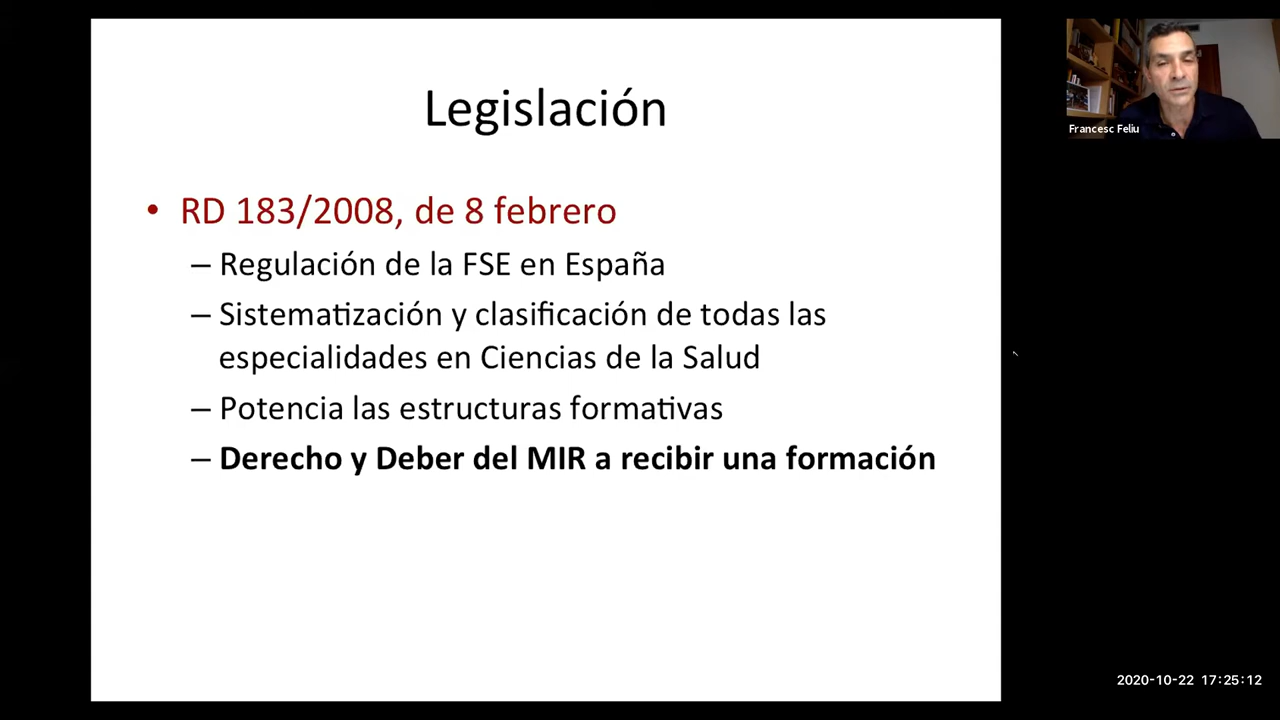 Legislación
• RD 183/2008, de 8 febrero
– Regulación de la FSE en España
– Sistematización y clasificación de todas las
especialidades en Ciencias de la Salud
– Potencia las estructuras formativas
– Derecho y Deber del MIR a recibir una formación
Francesc Feliu
2020-10-22 17:25:12